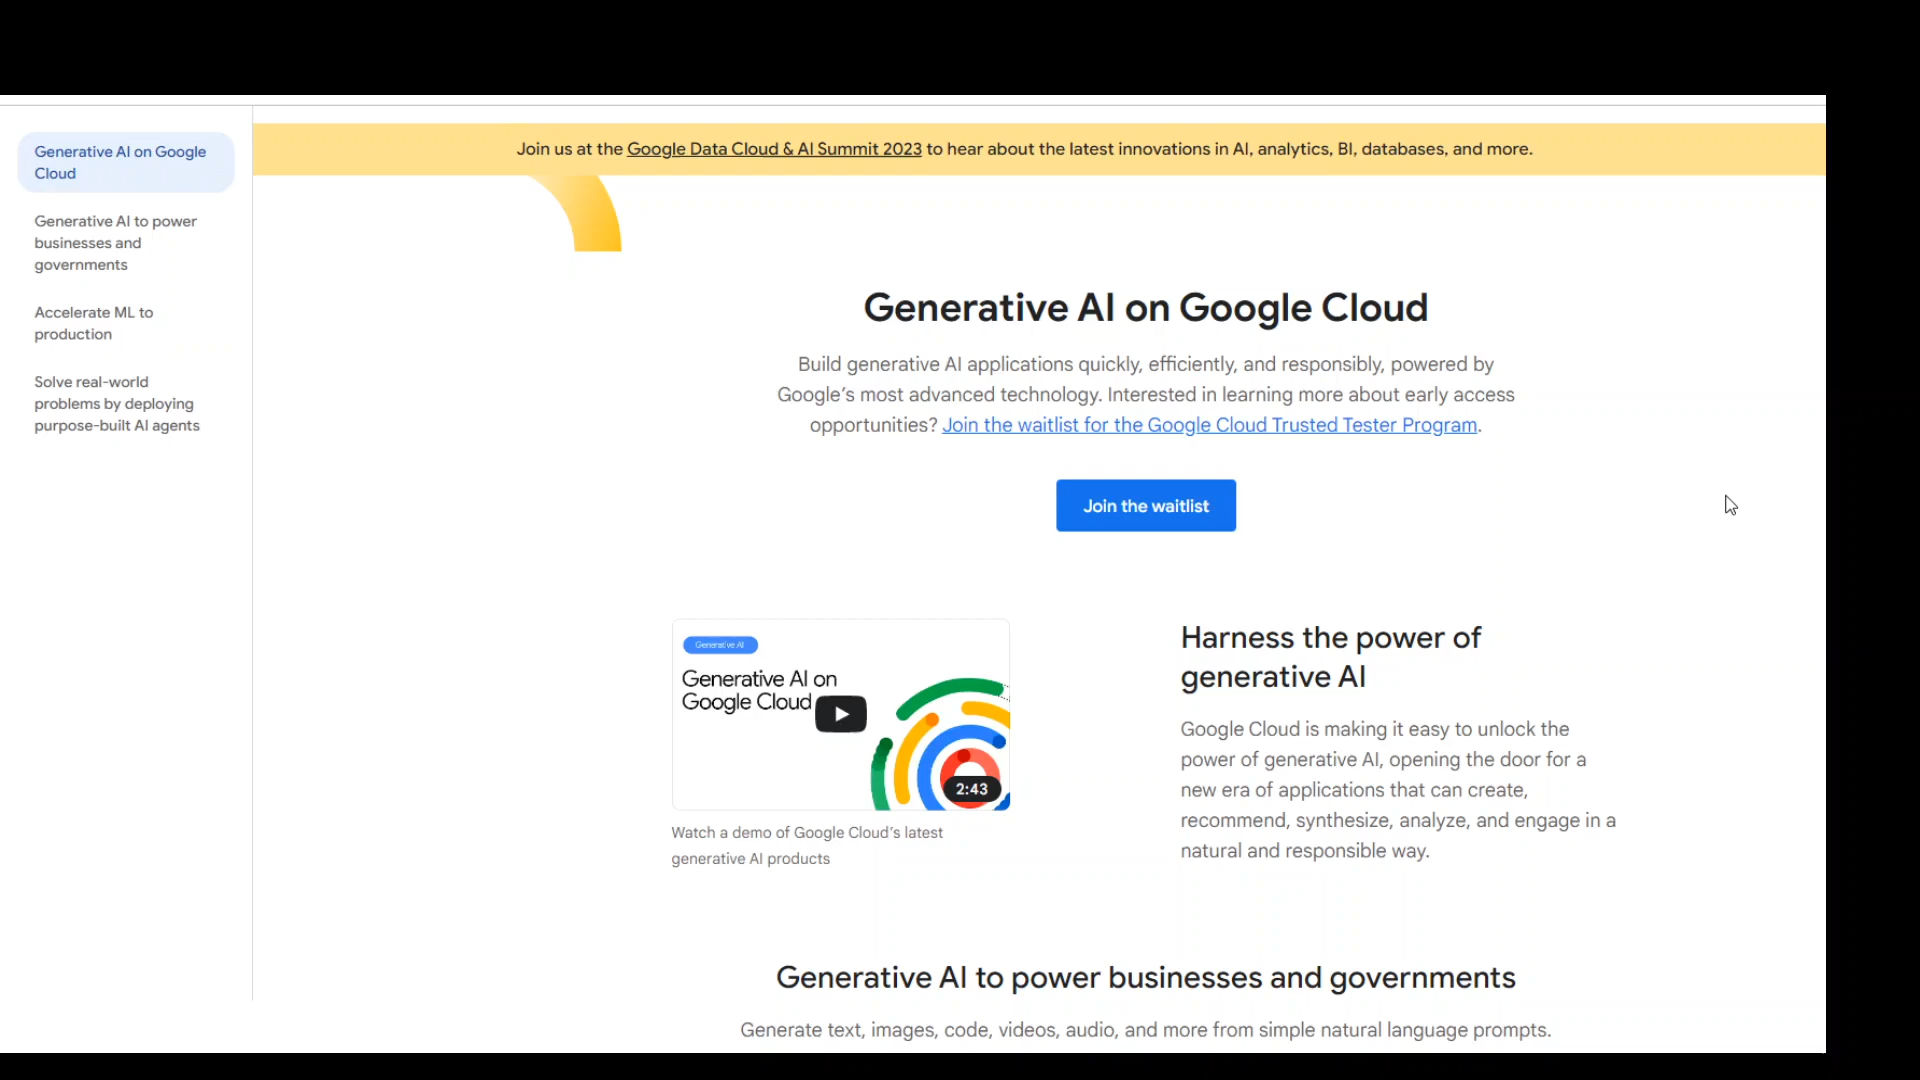 Generative AI on Google
Cloud
Generative AI to power
businesses and
governments
Accelerate ML to
production
Solve real-world
problems by deploying
purpose-built AI agents
Join us at the Google Data Cloud & AI Summit 2023 to hear about the latest innovations in AI, analytics, BI, databases, and more.
Generative AI on Google Cloud
Build generative AI applications quickly, efficiently, and responsibly, powered by
Google’s most advanced technology. Interested in learning more about early access
opportunities? Join the waitlist for the Google Cloud Trusted Tester Program.
Join the waitlist
Generative AI
Generative AI on
Google Cloud
2:43
Watch a demo of Google Cloud’s latest
generative AI products
Harness the power of
generative AI
Google Cloud is making it easy to unlock the
power of generative AI, opening the door for a
new era of applications that can create,
recommend, synthesize, analyze, and engage in a
natural and responsible way.
Generative AI to power businesses and governments
Generate text, images, code, videos, audio, and more from simple natural language prompts.